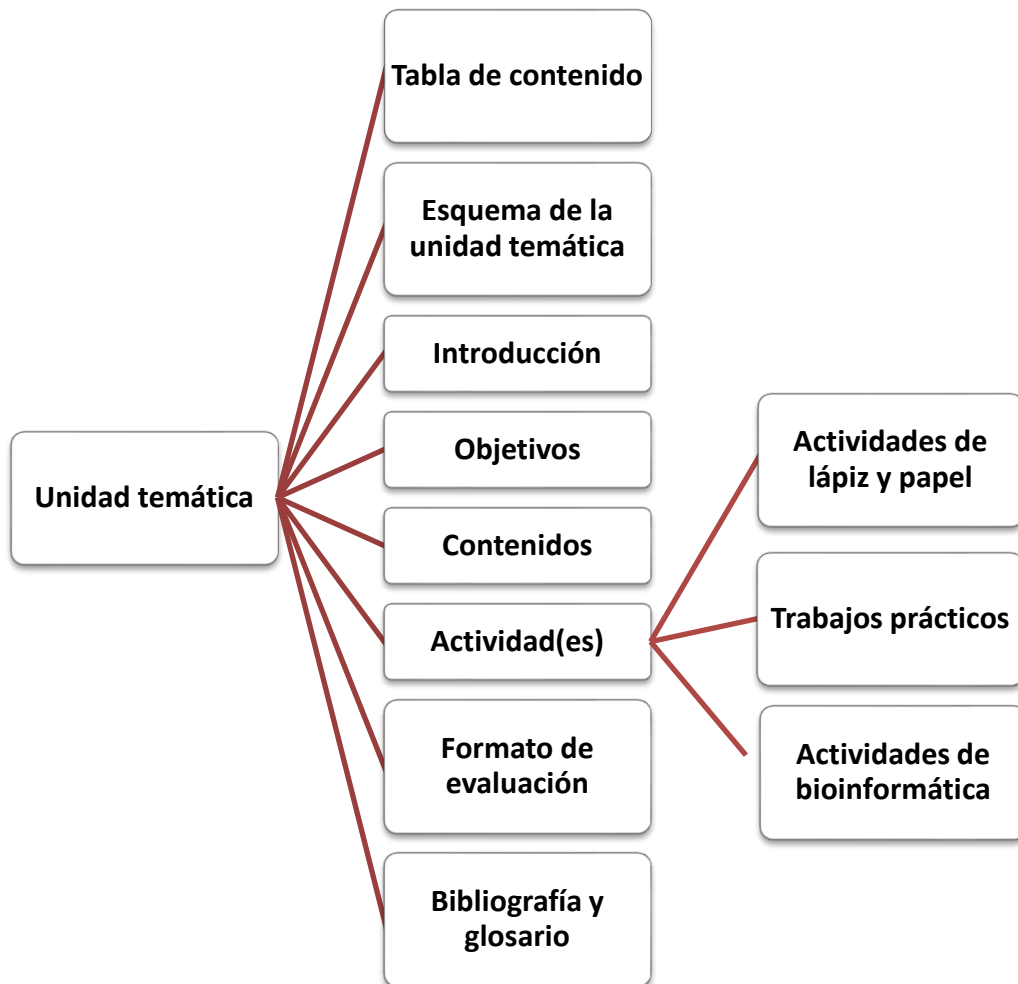 Unidad temática
Tabla de contenido
Esquema de la
unidad temática
Introducción
Objetivos
Contenidos
Actividad(es)
Formato de
evaluación
Bibliografía y
glosario
Actividades de
lápiz y papel
Trabajos prácticos
Actividades de
bioinformática